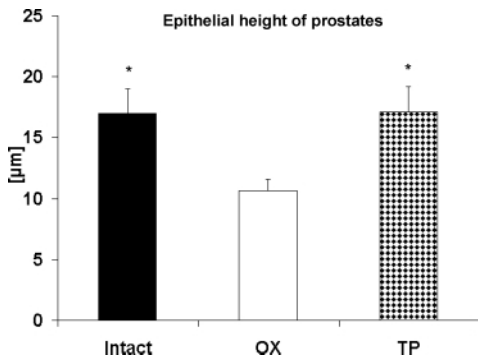 Epithelial height of prostates
25
20
15
10
5
0
[µm]
*
*
Intact OX TP